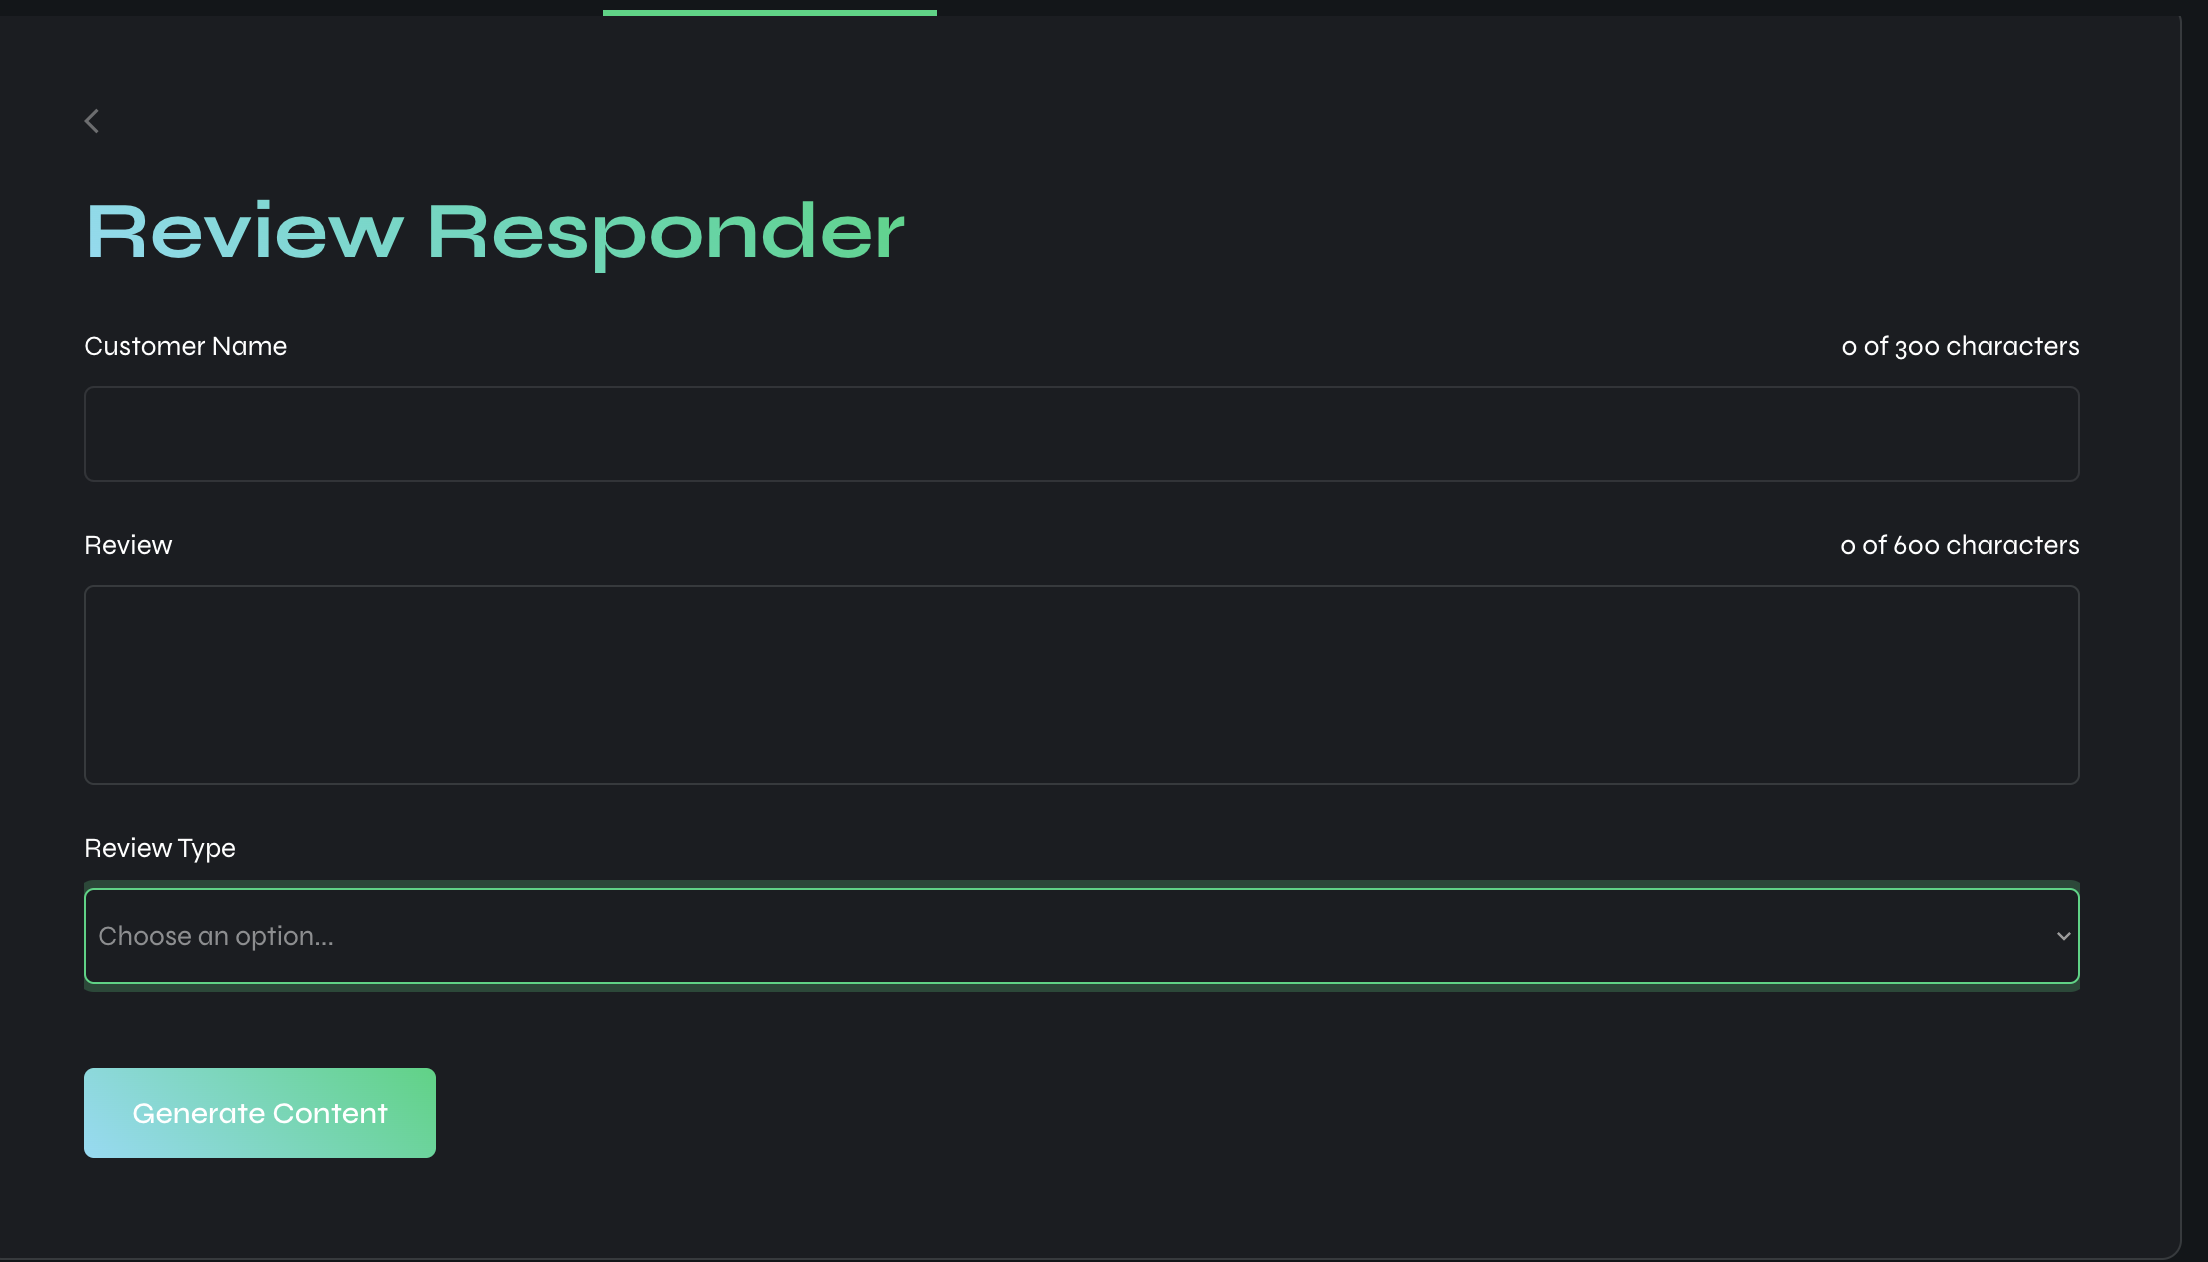 Review Responder
Customer Name
0 of 300 characters
Review
0 of 600 characters
Review Type
Choose an option...
Generate Content